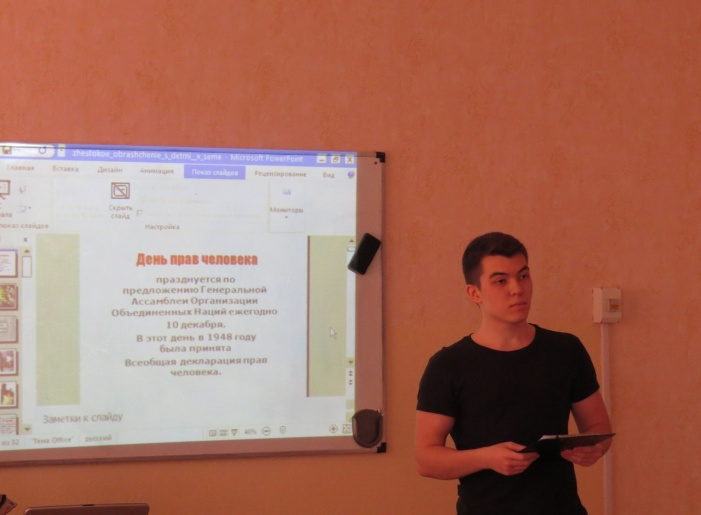 zhestokoe_obrashchenie_s_detmi_v_seme - Microsoft PowerPoint
Главная Вставка Дизайн Анимация Показ слайдов Рецензирование Вид
Скрыть слайд
Мониторы
показ слайдов
Настройка
День прав человека
празднуется по
предложению Генеральной
Ассамблеи Организации
Объединенных Наций ежегодно
10 декабря.
В этот день в 1948 году
была принята
Всеобщая декларация прав
человека.
Заметки к слайду
из 32 "Тема Office" русский 40%